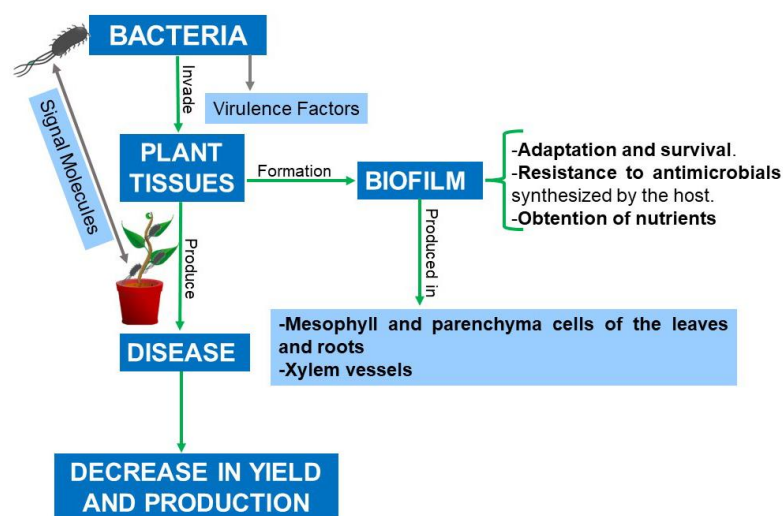 BACTERIA
Invade
Virulence Factors
Signal Molecules
PLANT
TISSUES
Formation
BIOFILM
-Adaptation and survival.
-Resistance to antimicrobials
synthesized by the host.
-Obtention of nutrients
Produce
Produced in
-Mesophyll and parenchyma cells of the leaves
and roots
-Xylem vessels
DISEASE
DECREASE IN YIELD
AND PRODUCTION